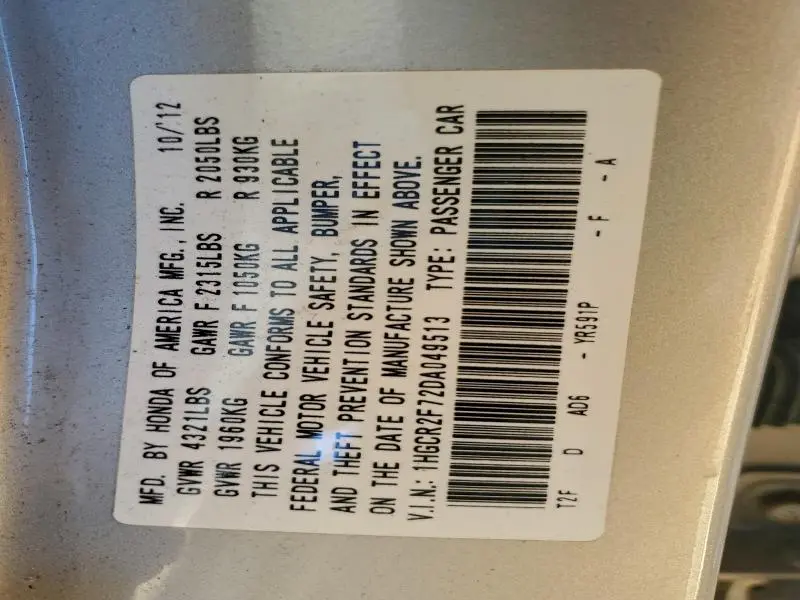 MFD. BY HONDA OF AMERICA MFG., INC. 10/'12
GVWR 4321LBS GAWR F 2315LBS R 2050LBS
GVWR 1960KG GAWR F 1050KG R 930KG
THIS VEHICLE CONFORMS TO ALL APPLICABLE
FEDERAL MOTOR VEHICLE SAFETY, BUMPER,
AND THEFT PREVENTION STANDARDS IN EFFECT
ON THE DATE OF MANUFACTURE SHOWN ABOVE.
V.I.N.: 1HGCR2F72DA049513 TYPE: PASSENGER CAR
T2F D AD6 - YR591P - F - A